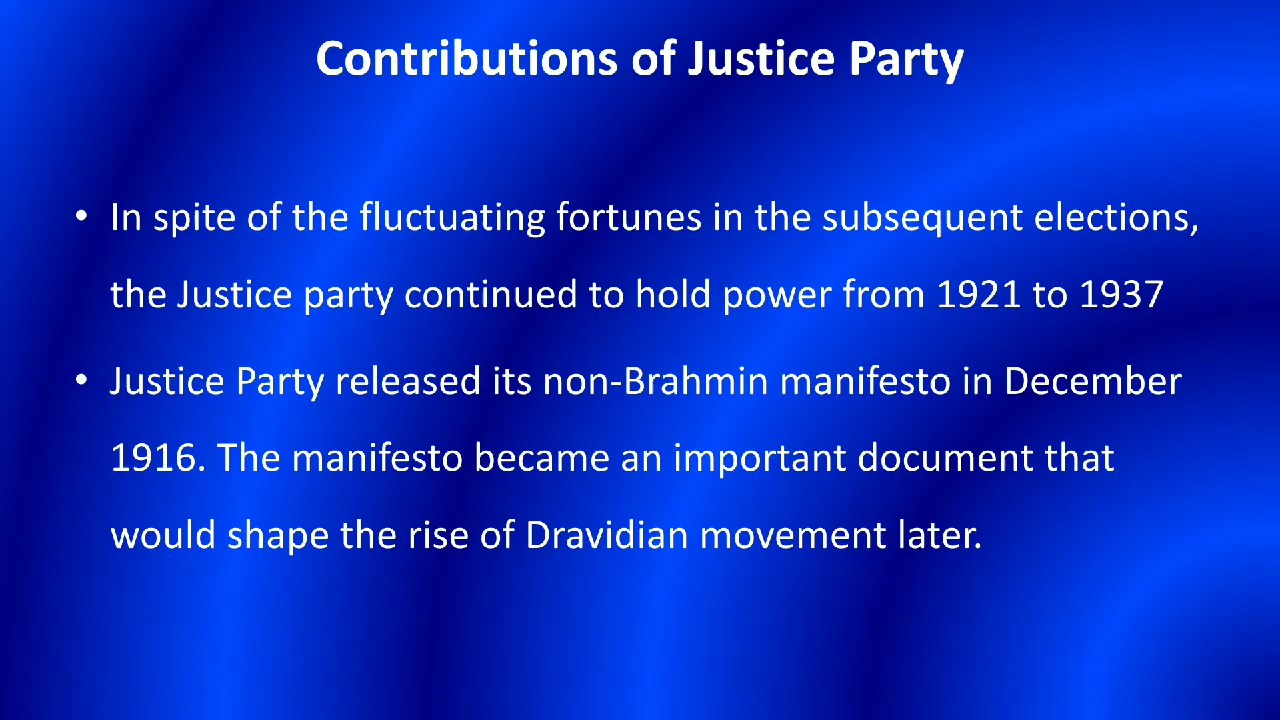 Contributions of Justice Party
• In spite of the fluctuating fortunes in the subsequent elections,
the Justice party continued to hold power from 1921 to 1937
• Justice Party released its non-Brahmin manifesto in December
1916. The manifesto became an important document that
would shape the rise of Dravidian movement later.